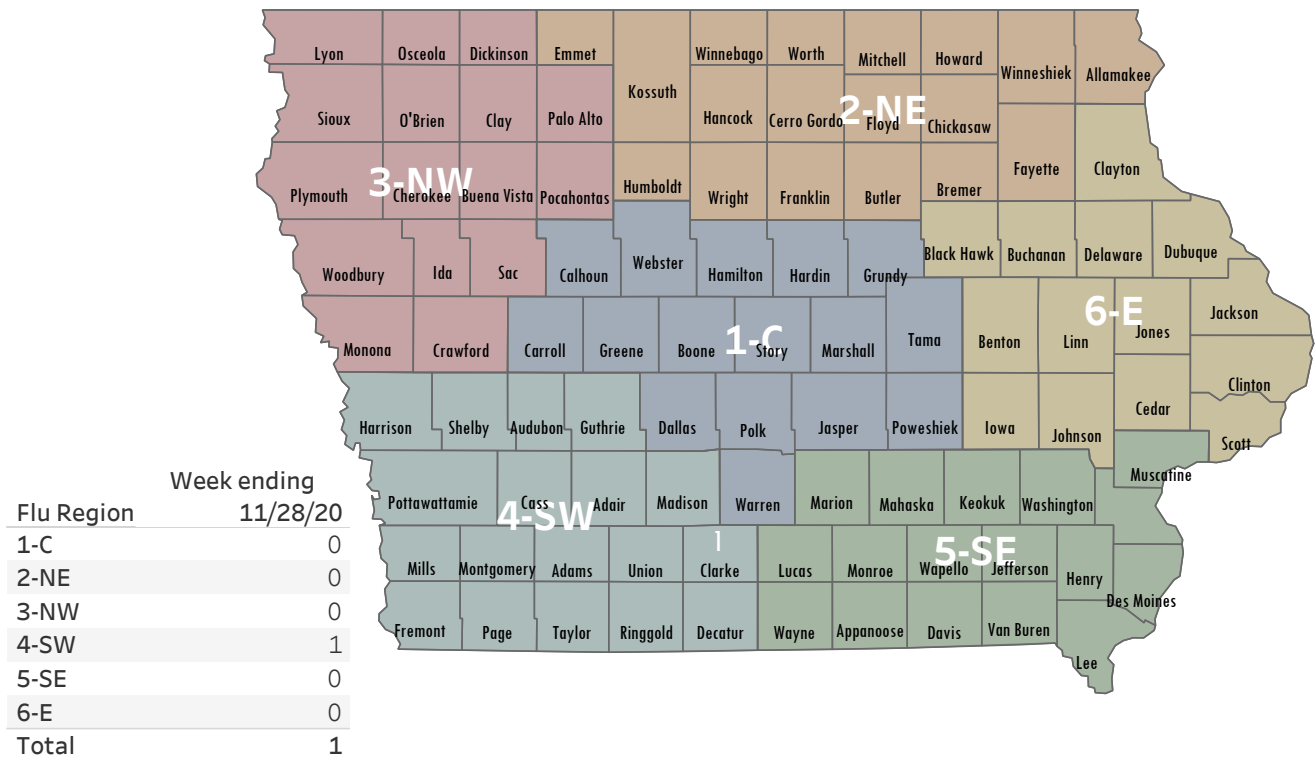 Lyon Osceola Dickinson Emmet Winnebago Worth Mitchell Howard
Kossuth Winneshiek Allamakee
Sioux O'Brien Clay Palo Alto Hancock Cerro Gordo Floyd Chickasaw
2-NE
Fayette Clayton
Plymouth Cherokee Buena Vista Pocahontas Humboldt Wright Franklin Butler Bremer
3-NW
Woodbury Ida Sac Calhoun Webster Hamilton Hardin Grundy Black Hawk Buchanan Delaware Dubuque
6-E
Monona Crawford Carroll Greene Boone Story Marshall Tama Benton Linn Jones Jackson
1-C
Clinton
Harrison Shelby Audubon Guthrie Dallas Polk Jasper Poweshiek Iowa Johnson Cedar Scott
Muscatine
Pottawattamie Cass Adair Madison Warren Marion Mahaska Keokuk Washington
4-SW
1
5-SE
Mills Montgomery Adams Union Clarke Lucas Monroe Wapello Jefferson Henry
Des Moines
Fremont Page Taylor Ringgold Decatur Wayne Appanoose Davis Van Buren Lee
Week ending
Flu Region 11/28/20
1-C 0
2-NE 0
3-NW 0
4-SW 1
5-SE 0
6-E 0
Total 1